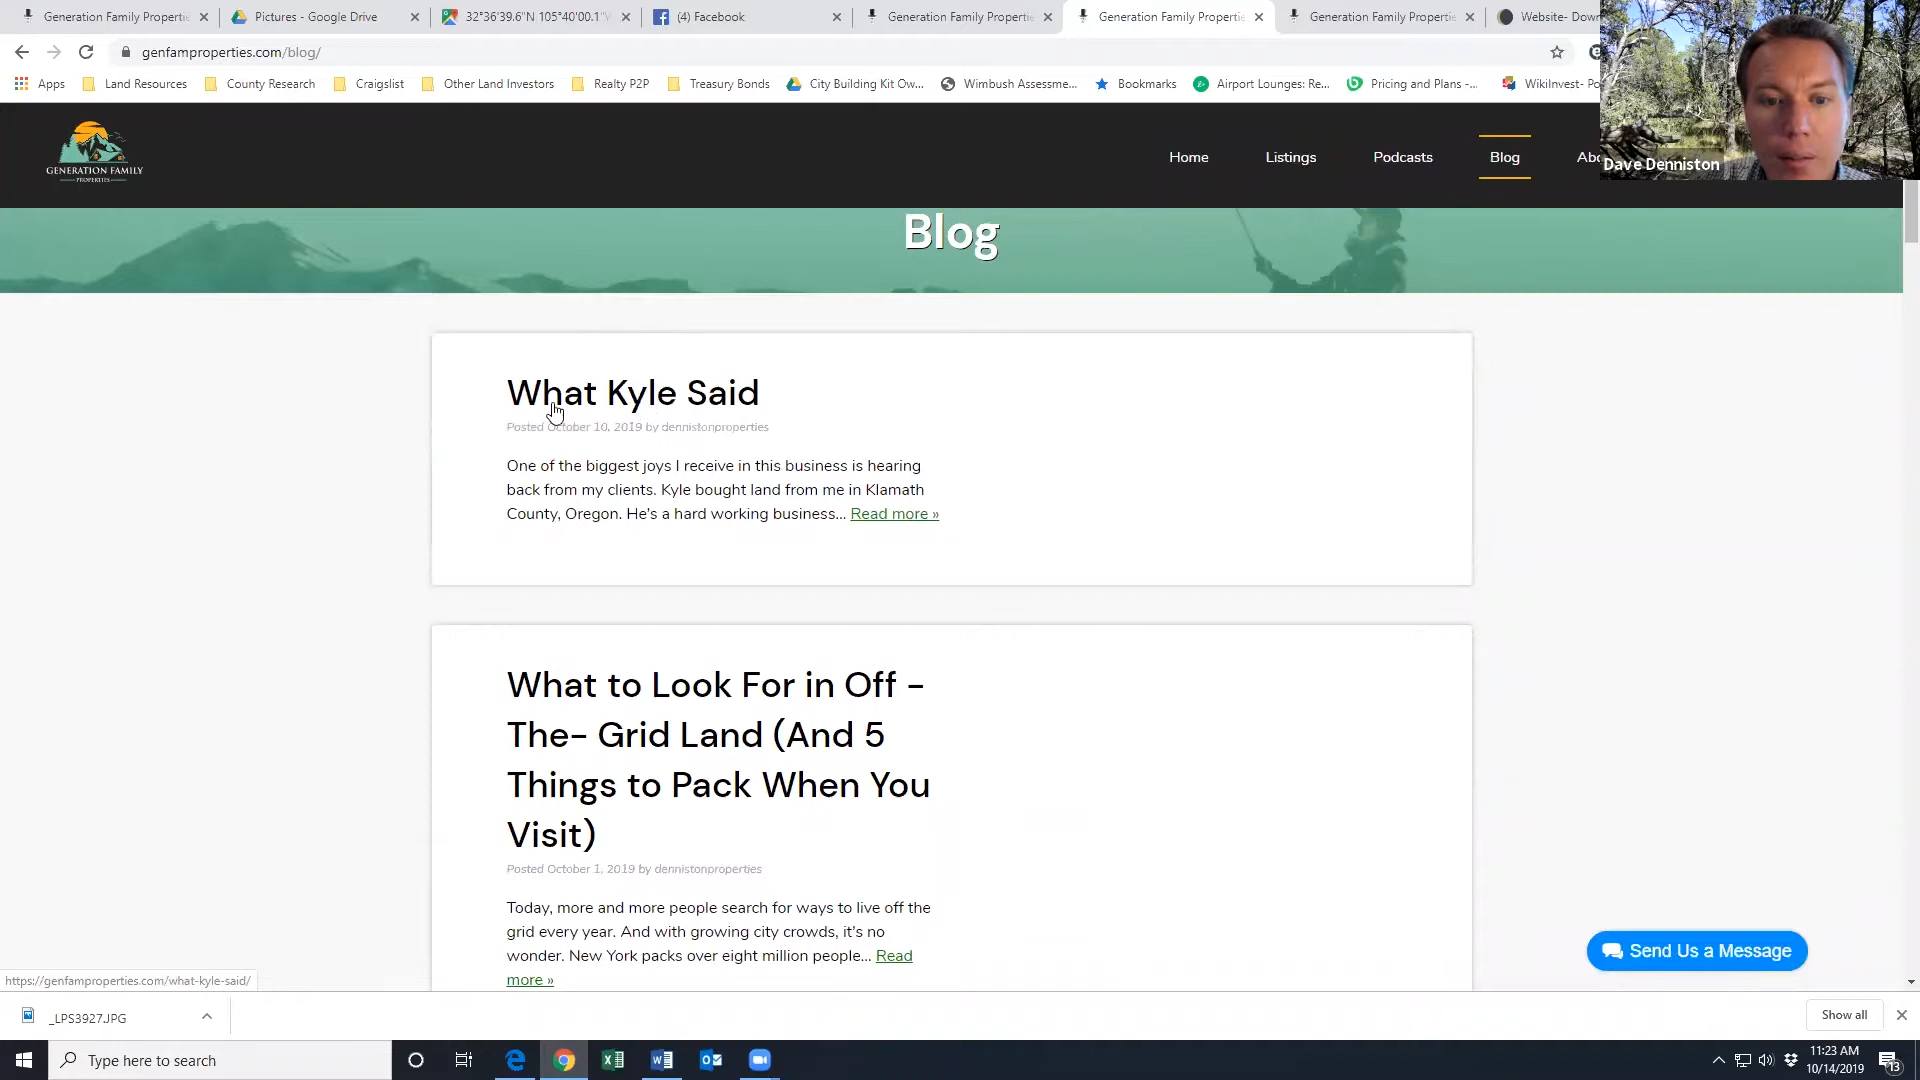 Generation Family Properti
Pictures - Google Drive
32°36'39.6"N 105°40'00.1"
(4) Facebook
Generation Family Properti
Generation Family Properti
Generation Family Properti
Website- Dow
genfamproperties.com/blog/
Apps
Land Resources
County Research
Craigslist
Other Land Investors
Realty P2P
Treasury Bonds
City Building Kit Ow...
Wimbush Assessme...
Bookmarks
Airport Lounges: Re...
Pricing and Plans -...
WikiInvest- Po
GENERATION FAMILY
PROPERTIES
Home
Listings
Podcasts
Blog
Abo
Dave Denniston
Blog
What Kyle Said
Posted October 10, 2019 by dennistonproperties
One of the biggest joys I receive in this business is hearing
back from my clients. Kyle bought land from me in Klamath
County, Oregon. He's a hard working business... Read more »
What to Look For in Off -
The- Grid Land (And 5
Things to Pack When You
Visit)
Posted October 1, 2019 by dennistonproperties
Today, more and more people search for ways to live off the
grid every year. And with growing city crowds, it's no
wonder. New York packs over eight million people... Read
more »
Send Us a Message
https://genfamproperties.com/what-kyle-said/
_LPS3927.JPG
Show all
Type here to search
11:23 AM
10/14/2019
13